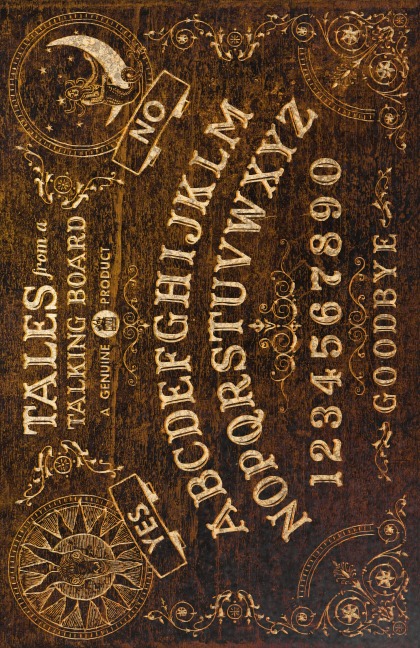 TALES from a
TALKING BOARD
A GENUINE PRODUCT
YES
NO
ABCDEFGHIJKLM
NOPQRSTUVWXYZ
1234567890
GOODBYE